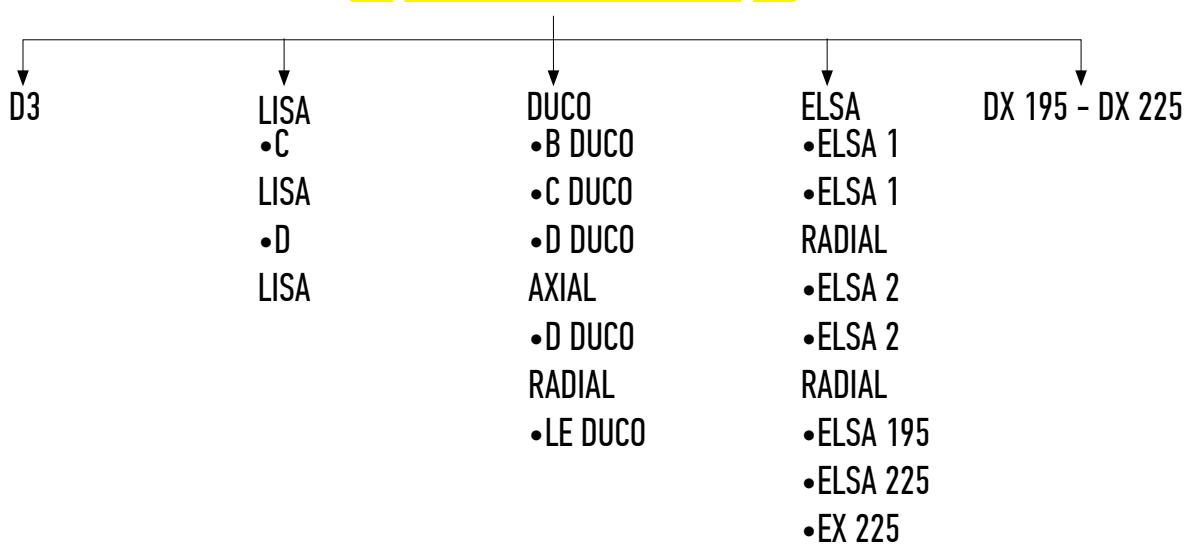 D3
LISA
•C
LISA
•D
LISA
DUCO
•B DUCO
•C DUCO
•D DUCO
AXIAL
•D DUCO
RADIAL
•LE DUCO
ELSA
•ELSA 1
•ELSA 1
RADIAL
•ELSA 2
•ELSA 2
RADIAL
•ELSA 195
•ELSA 225
•EX 225
DX 195 - DX 225